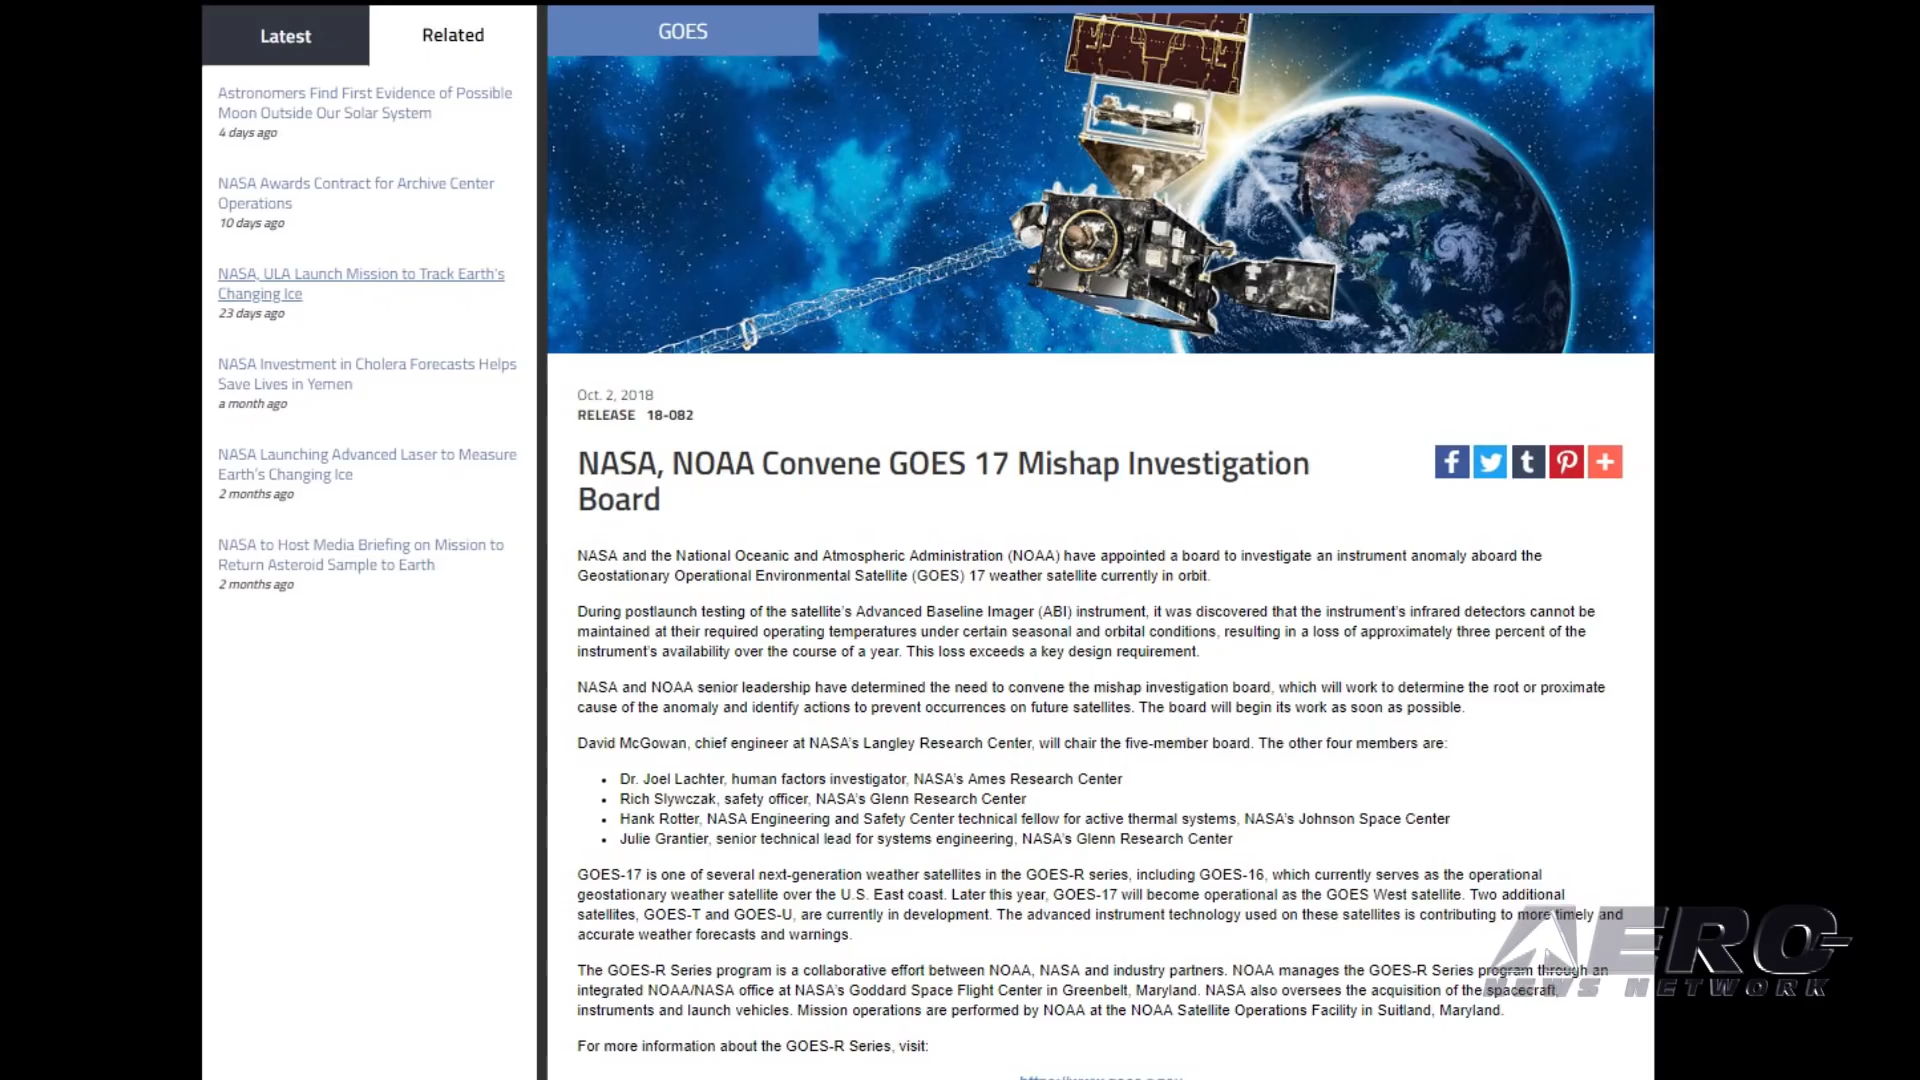 Latest
Related
Astronomers Find First Evidence of Possible
Moon Outside Our Solar System
4 days ago
NASA Awards Contract for Archive Center
Operations
10 days ago
NASA, ULA Launch Mission to Track Earth's
Changing Ice
23 days ago
NASA Investment in Cholera Forecasts Helps
Save Lives in Yemen
a month ago
NASA Launching Advanced Laser to Measure
Earth's Changing Ice
2 months ago
NASA to Host Media Briefing on Mission to
Return Asteroid Sample to Earth
2 months ago
GOES
Oct. 2, 2018
RELEASE 18-082
NASA, NOAA Convene GOES 17 Mishap Investigation
Board
NASA and the National Oceanic and Atmospheric Administration (NOAA) have appointed a board to investigate an instrument anomaly aboard the
Geostationary Operational Environmental Satellite (GOES) 17 weather satellite currently in orbit.
During postlaunch testing of the satellite's Advanced Baseline Imager (ABI) instrument, it was discovered that the instrument's infrared detectors cannot be
maintained at their required operating temperatures under certain seasonal and orbital conditions, resulting in a loss of approximately three percent of the
instrument's availability over the course of a year. This loss exceeds a key design requirement.
NASA and NOAA senior leadership have determined the need to convene the mishap investigation board, which will work to determine the root or proximate
cause of the anomaly and identify actions to prevent occurrences on future satellites. The board will begin its work as soon as possible.
David McGowan, chief engineer at NASA's Langley Research Center, will chair the five-member board. The other four members are:
• Dr. Joel Lachter, human factors investigator, NASA's Ames Research Center
• Rich Slywczak, safety officer, NASA's Glenn Research Center
• Hank Rotter, NASA Engineering and Safety Center technical fellow for active thermal systems, NASA's Johnson Space Center
• Julie Grantier, senior technical lead for systems engineering, NASA's Glenn Research Center
GOES-17 is one of several next-generation weather satellites in the GOES-R series, including GOES-16, which currently serves as the operational
geostationary weather satellite over the U.S. East coast. Later this year, GOES-17 will become operational as the GOES West satellite. Two additional
satellites, GOES-T and GOES-U, are currently in development. The advanced instrument technology used on these satellites is contributing to more timely and
accurate weather forecasts and warnings.
The GOES-R Series program is a collaborative effort between NOAA, NASA and industry partners. NOAA manages the GOES-R Series program through an
integrated NOAA/NASA office at NASA's Goddard Space Flight Center in Greenbelt, Maryland. NASA also oversees the acquisition of the spacecraft,
instruments and launch vehicles. Mission operations are performed by NOAA at the NOAA Satellite Operations Facility in Suitland, Maryland.
For more information about the GOES-R Series, visit:
AERO
NEWS NETWORK